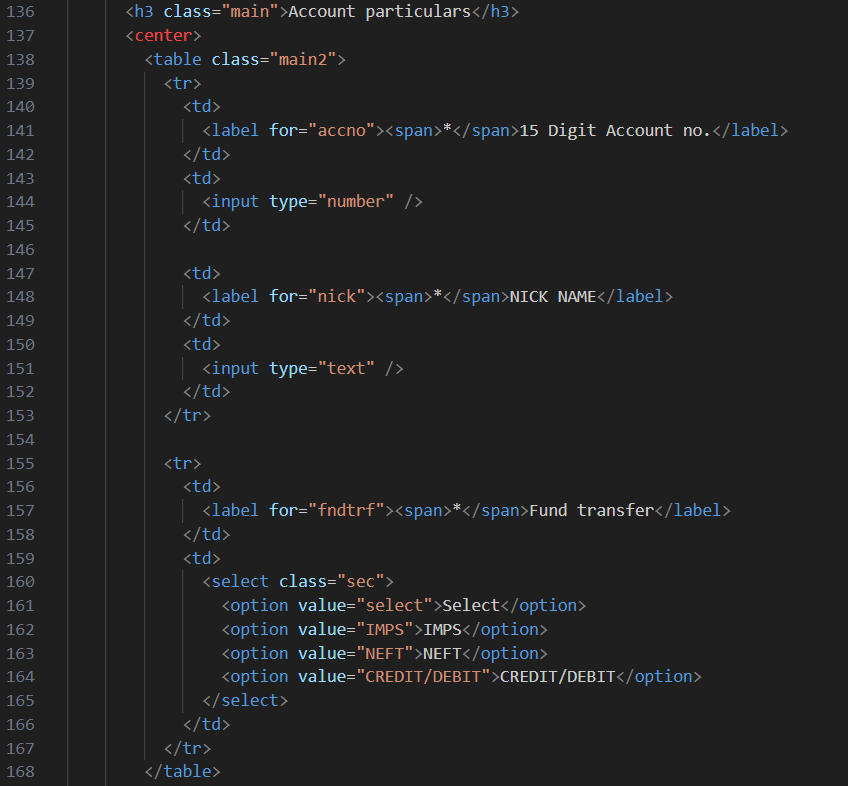 136 <h3 class="main">Account particulars</h3>
137 <center>
138 <table class="main2">
139 <tr>
140 <td>
141 <label for="accno"><span>*</span>15 Digit Account no.</label>
142 </td>
143 <td>
144 <input type="number" />
145 </td>
146
147 <td>
148 <label for="nick"><span>*</span>NICK NAME</label>
149 </td>
150 <td>
151 <input type="text" />
152 </td>
153 </tr>
154
155 <tr>
156 <td>
157 <label for="fndtrf"><span>*</span>Fund transfer</label>
158 </td>
159 <td>
160 <select class="sec">
161 <option value="select">Select</option>
162 <option value="IMPS">IMPS</option>
163 <option value="NEFT">NEFT</option>
164 <option value="CREDIT/DEBIT">CREDIT/DEBIT</option>
165 </select>
166 </td>
167 </tr>
168 </table>